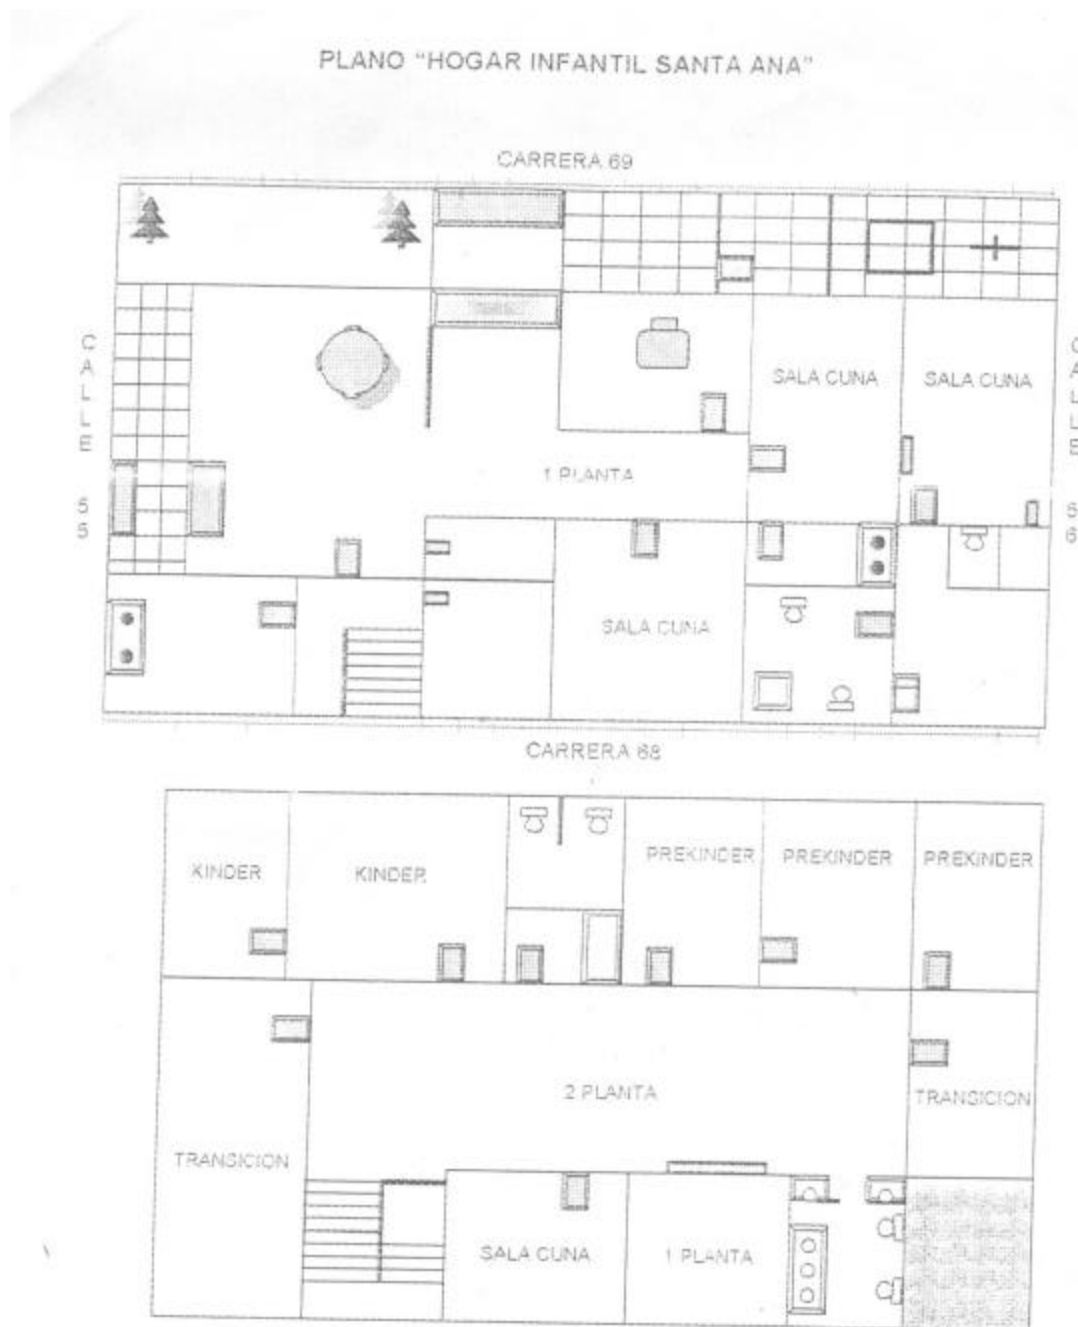 PLANO "HOGAR INFANTIL SANTA ANA"
CARRERA 69
CALLE 55
SALA CUNA
SALA CUNA
1 PLANTA
SALA CUNA
CARRERA 68
KINDER
KINDER
PREKINDER
PREKINDER
PREKINDER
2 PLANTA
TRANSICION
TRANSICION
SALA CUNA
1 PLANTA